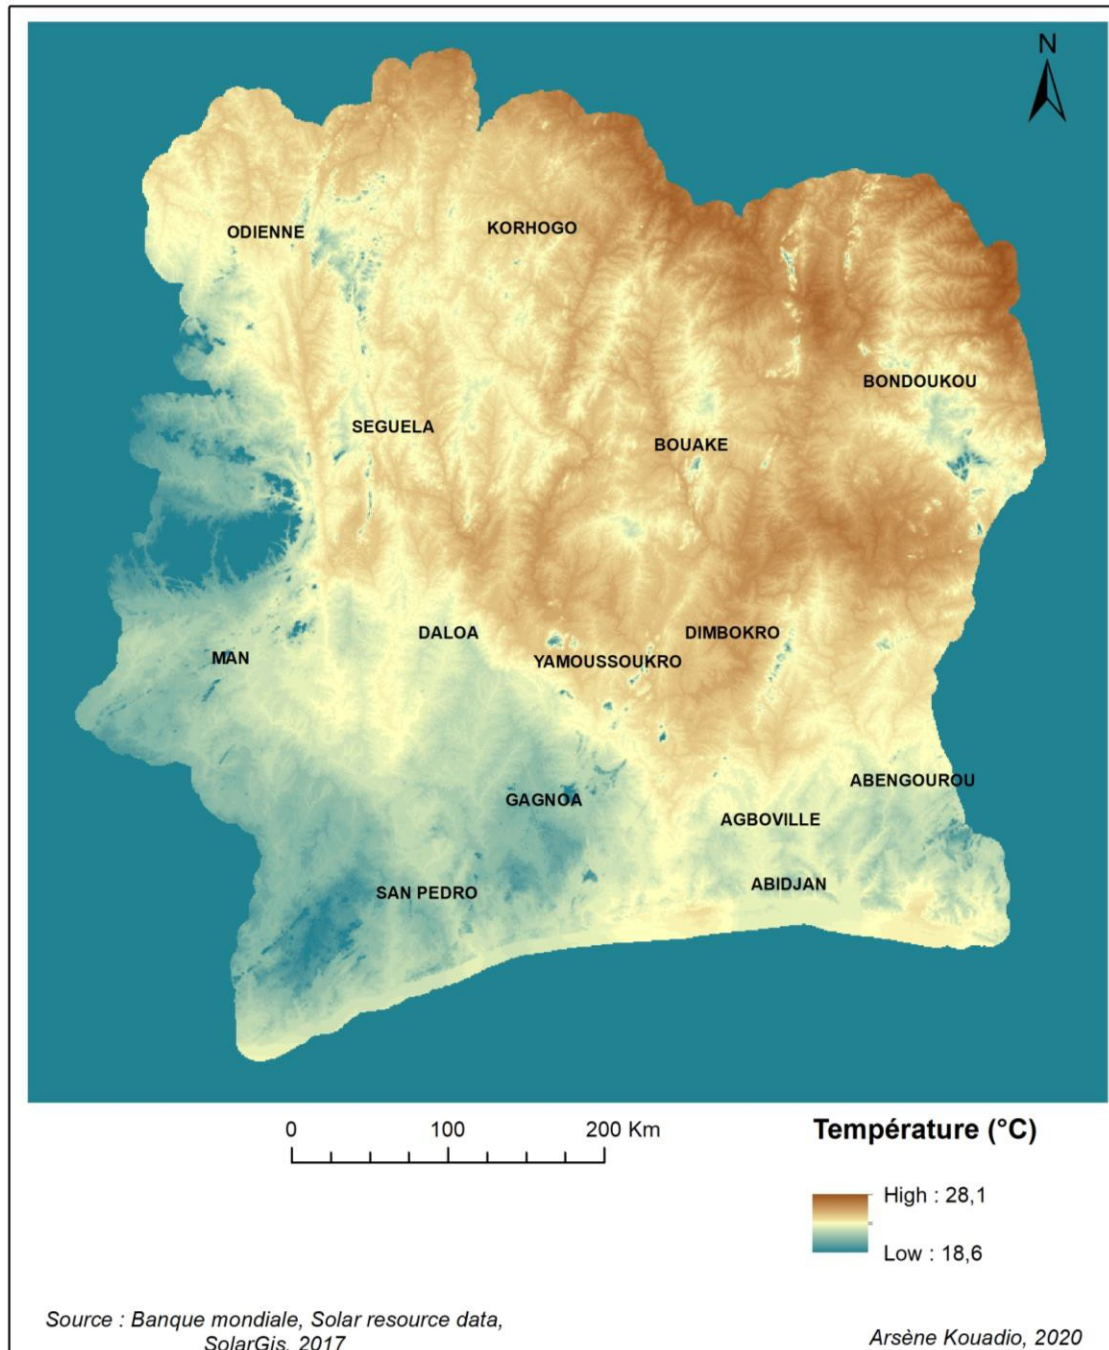 N
ODIENNE
KORHOGO
BONDOUKOU
SEGUELA
BOUAKE
DALOA
DIMBOKRO
MAN
YAMOUSSOUKRO
ABENGOUROU
GAGNOA
AGBOVILLE
ABIDJAN
SAN PEDRO
0 100 200 Km
Température (°C)
High : 28,1
Low : 18,6
Source : Banque mondiale, Solar resource data,
SolarGis, 2017
Arsène Kouadio, 2020